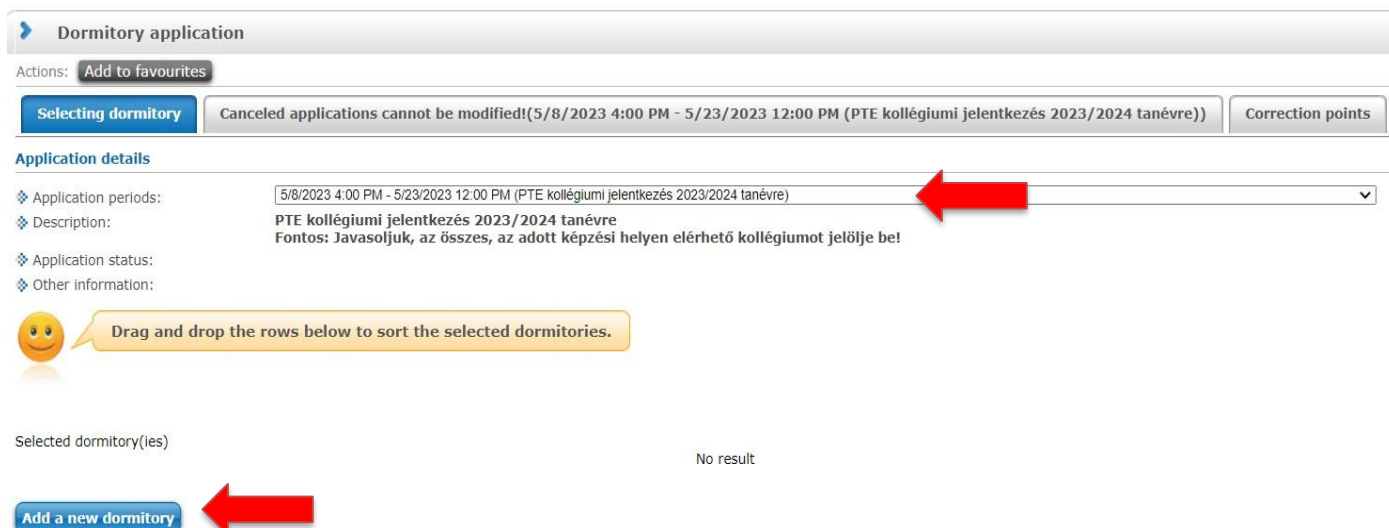 Dormitory application
Actions: Add to favourites
Selecting dormitory Canceled applications cannot be modified!(5/8/2023 4:00 PM - 5/23/2023 12:00 PM (PTE kollégiumi jelentkezés 2023/2024 tanévre)) Correction points
Application details
Application periods: 5/8/2023 4:00 PM - 5/23/2023 12:00 PM (PTE kollégiumi jelentkezés 2023/2024 tanévre)
Description: PTE kollégiumi jelentkezés 2023/2024 tanévre
Fontos: Javasoljuk, az összes, az adott képzési helyen elérhető kollégiumot jelölje be!
Application status:
Other information:
Drag and drop the rows below to sort the selected dormitories.
Selected dormitory(ies)
No result
Add a new dormitory